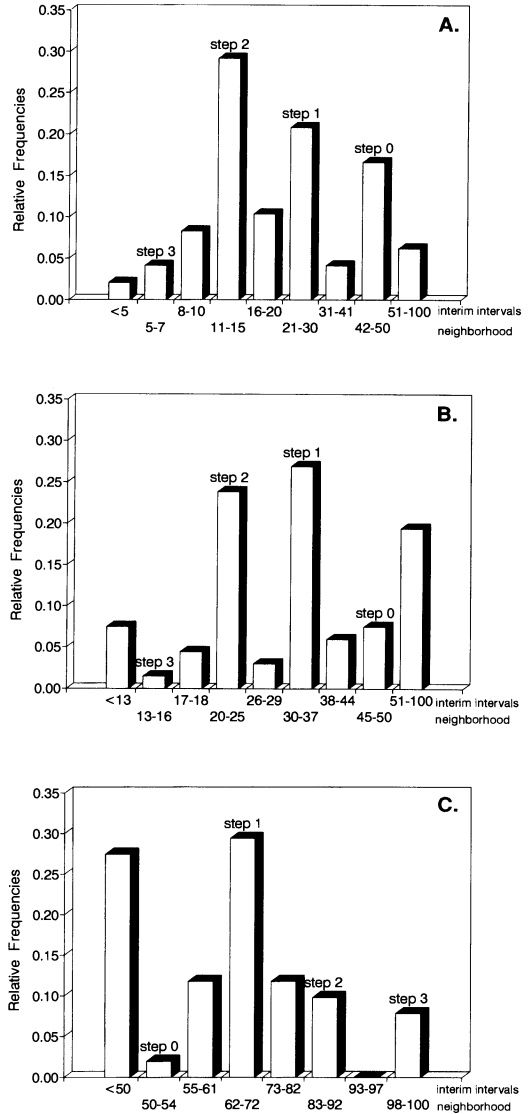 A.
0.35
0.30
0.25
0.20
0.15
0.10
0.05
0.00
Relative Frequencies
step 3
step 2
step 1
step 0
<5 8-10 16-20 31-41 51-100 interim intervals
5-7 11-15 21-30 42-50 neighborhood
B.
0.35
0.30
0.25
0.20
0.15
0.10
0.05
0.00
Relative Frequencies
step 3
step 2
step 1
step 0
<13 17-18 26-29 38-44 51-100 interim intervals
13-16 20-25 30-37 45-50 neighborhood
C.
0.35
0.30
0.25
0.20
0.15
0.10
0.05
0.00
Relative Frequencies
step 0
step 1
step 2
step 3
<50 55-61 73-82 93-97 interim intervals
50-54 62-72 83-92 98-100 neighborhood